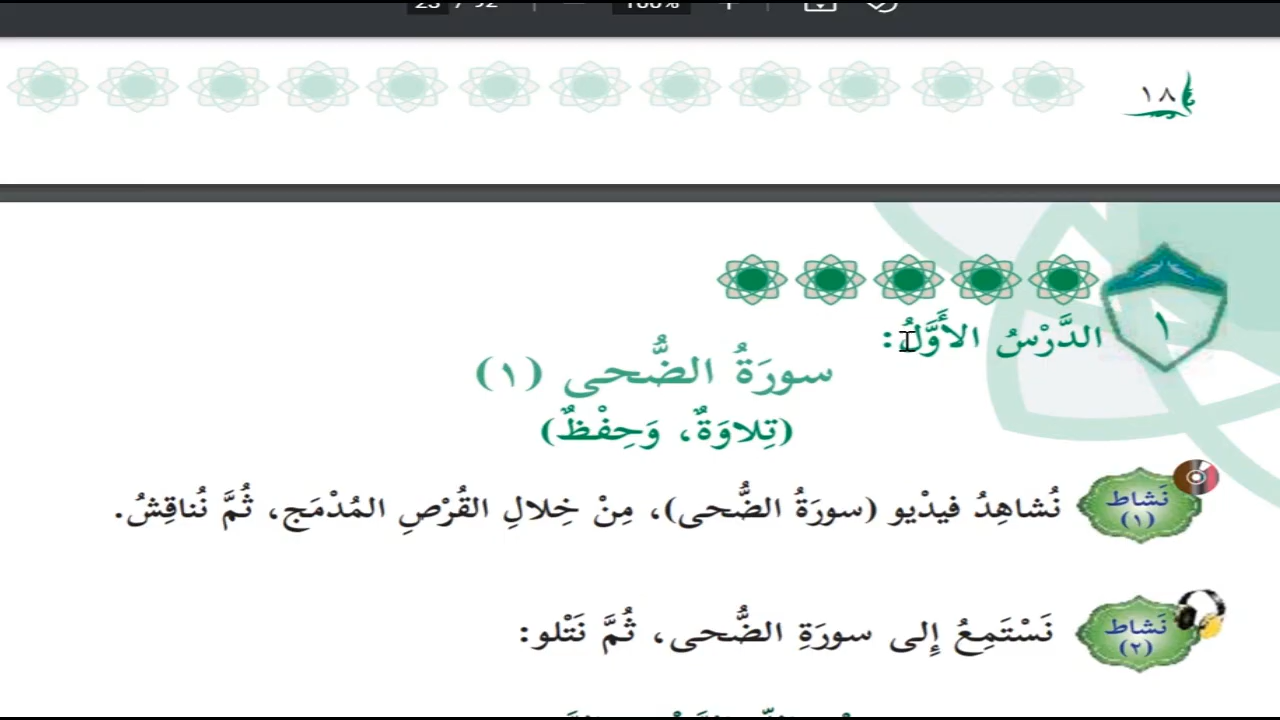 ١٨
١
الدَّرْسُ الأَوَّلُ:
سورَةُ الضُّحى (١)
(تِلاوَةٌ، وَحِفْظٌ)
نَشاط (١)
نُشاهِدُ فيدْيو (سورَةُ الضُّحى)، مِنْ خِلالِ القُرْصِ المُدْمَجِ، ثُمَّ نُناقِشُ.
نَشاط (٢)
نَسْتَمِعُ إِلى سورَةِ الضُّحى، ثُمَّ نَتْلو: